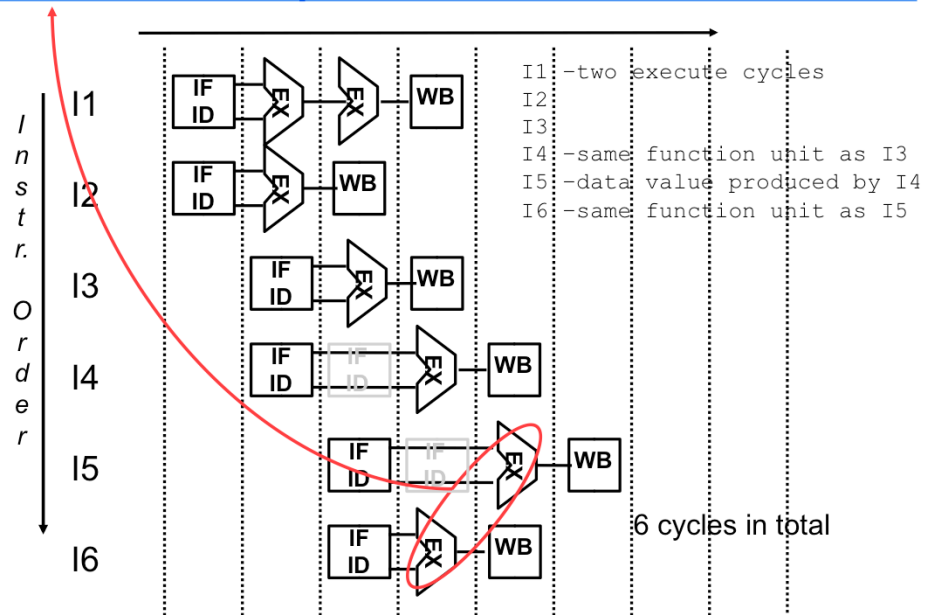 I1 -two execute cycles
I2
I3
I4 -same function unit as I3
I5 -data value produced by I4
I6 -same function unit as I5
Instr. Order
I1
IF
ID
EX
EX
WB
I2
IF
ID
EX
WB
I3
IF
ID
EX
WB
I4
IF
ID
IF
ID
EX
WB
I5
IF
ID
IF
ID
EX
WB
6 cycles in total
I6
IF
ID
EX
WB